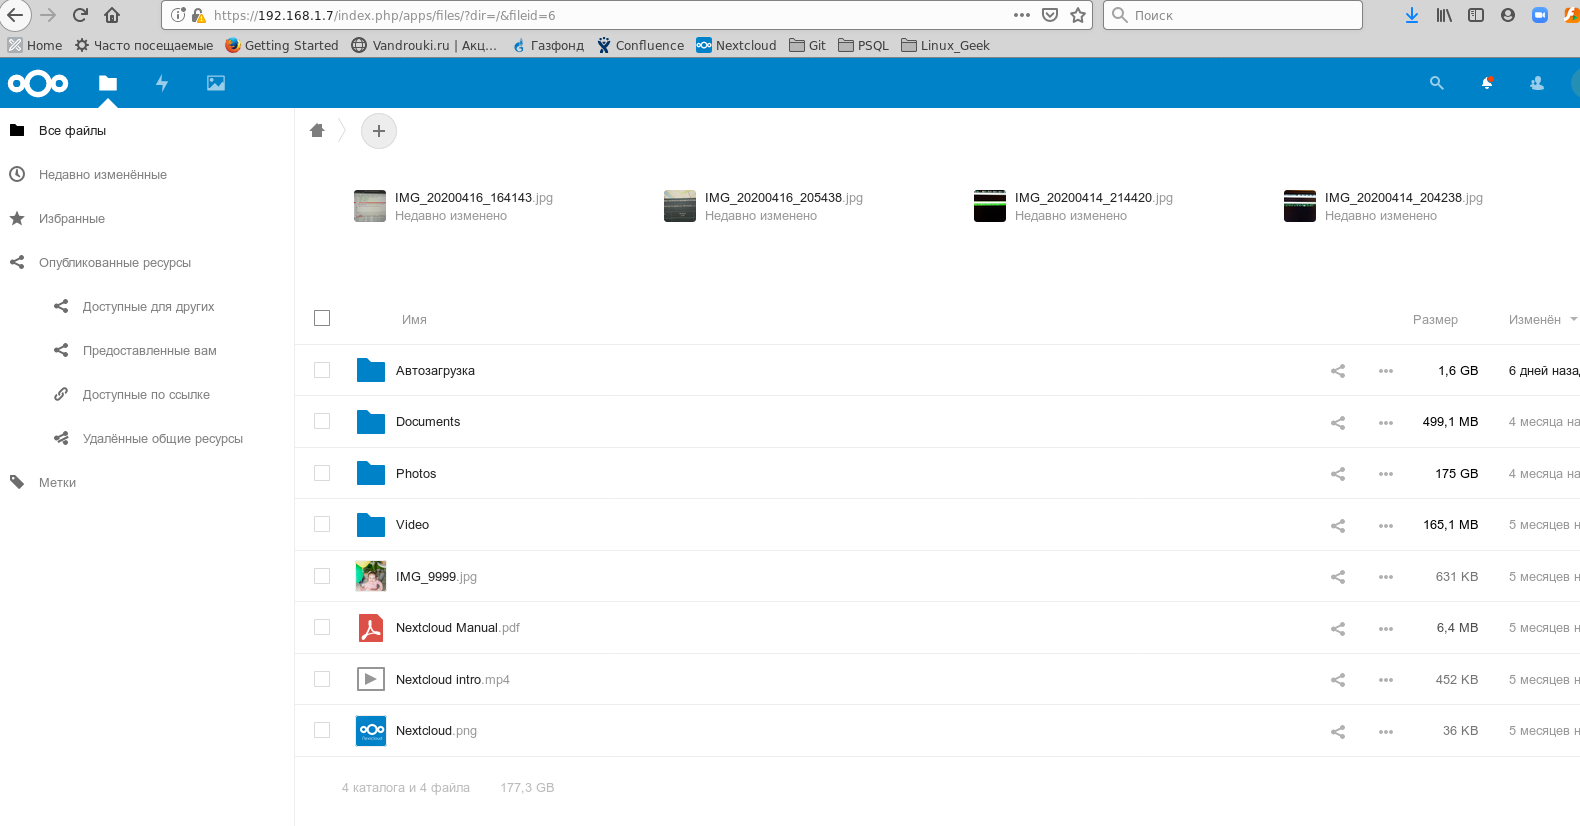 https://192.168.1.7/index.php/apps/files/?dir=/&fileid=6
Поиск
Home Часто посещаемые Getting Started Vandrouki.ru | Акц... Газфонд Confluence Nextcloud Git PSQL Linux_Geek
Все файлы
Недавно изменённые
Избранные
Опубликованные ресурсы
Доступные для других
Предоставленные вам
Доступные по ссылке
Удалённые общие ресурсы
Метки
IMG_20200416_164143.jpg
Недавно изменено
IMG_20200416_205438.jpg
Недавно изменено
IMG_20200414_214420.jpg
Недавно изменено
IMG_20200414_204238.jpg
Недавно изменено
Имя Размер Изменён
Автозагрузка 1,6 GB 6 дней назад
Documents 499,1 MB 4 месяца на
Photos 175 GB 4 месяца на
Video 165,1 MB 5 месяцев н
IMG_9999.jpg 631 KB 5 месяцев н
Nextcloud Manual.pdf 6,4 MB 5 месяцев н
Nextcloud intro.mp4 452 KB 5 месяцев н
Nextcloud.png 36 KB 5 месяцев н
4 каталога и 4 файла 177,3 GB